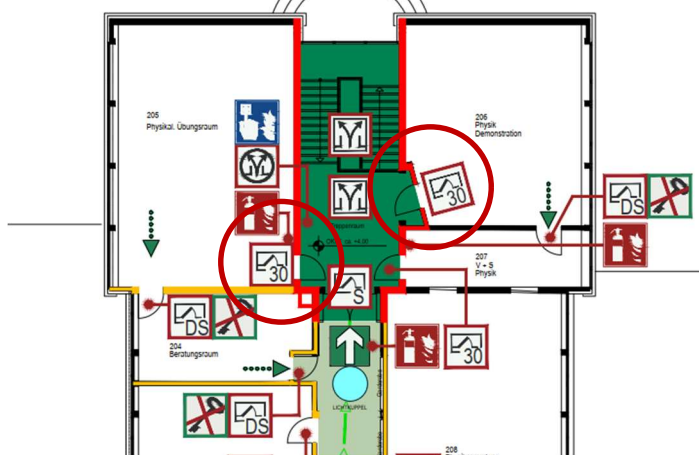 205
Physikal. Übungsraum
206
Physik
Demonstration
30
DS
30
207
V + S
Physik
S
DS
204
Beratungsraum
30
LICHTKUPPEL
DS
208